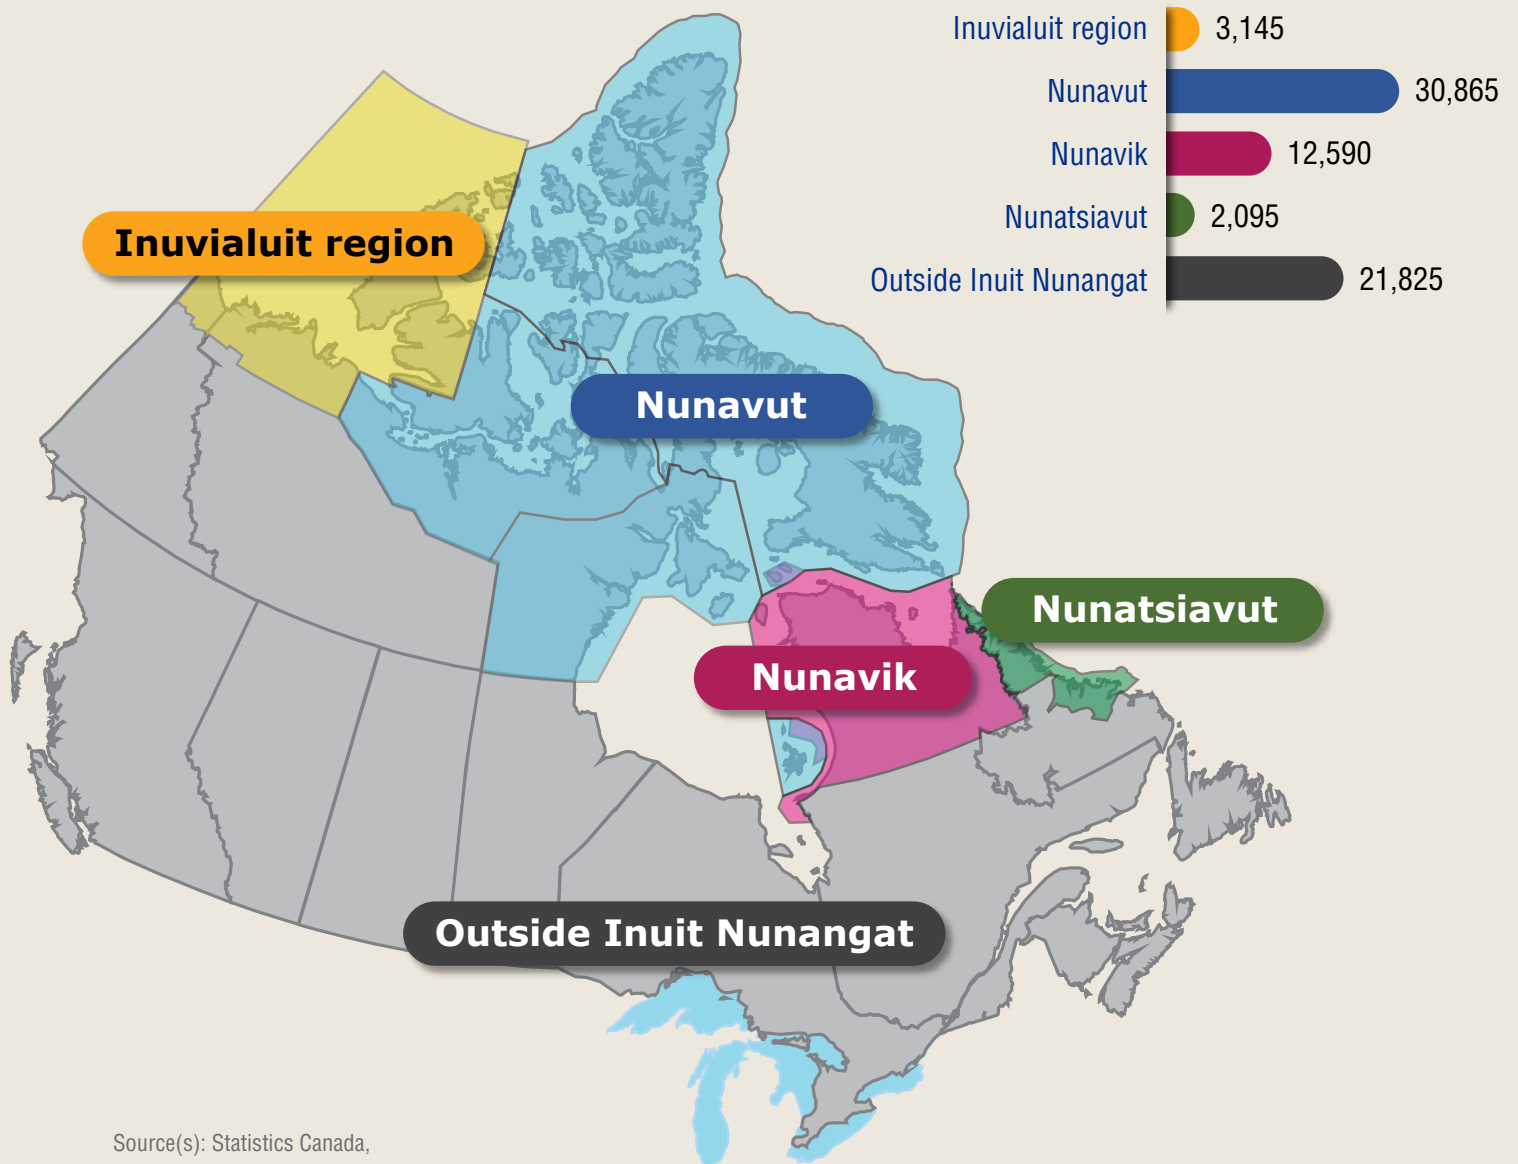 Inuvialuit region 3,145
Nunavut 30,865
Nunavik 12,590
Nunatsiavut 2,095
Outside Inuit Nunangat 21,825
Inuvialuit region
Nunavut
Nunatsiavut
Nunavik
Outside Inuit Nunangat
Source(s): Statistics Canada,